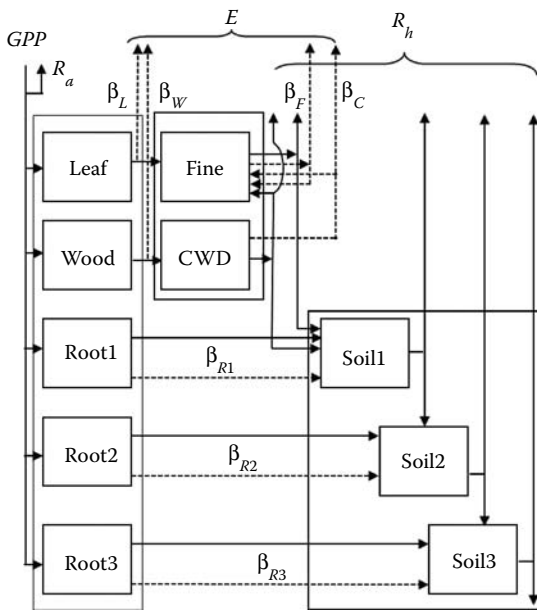 E
R_h
GPP
R_a
β_L
β_W
β_F
β_C
Leaf
Fine
Wood
CWD
Root1
β_R1
Soil1
Root2
β_R2
Soil2
Root3
β_R3
Soil3